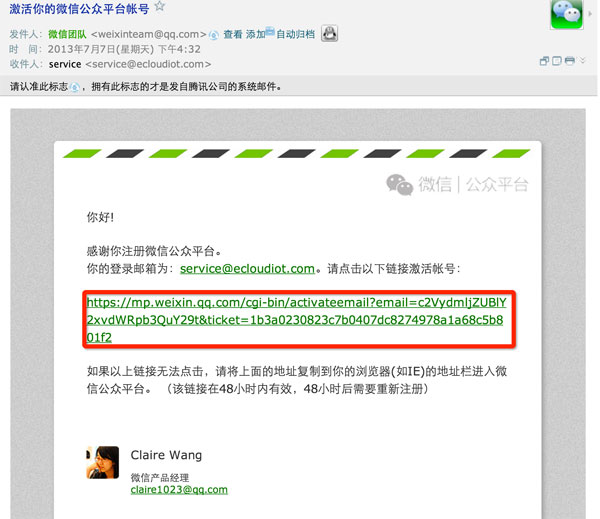 激活你的微信公众平台帐号
发件人：微信团队 <weixinteam@qq.com> 查看 添加 自动归档
时 间：2013年7月7日(星期天) 下午4:32
收件人：service <service@ecloudiot.com>
请认准此标志，拥有此标志的才是发自腾讯公司的系统邮件。
微信 | 公众平台
你好!
感谢你注册微信公众平台。
你的登录邮箱为：service@ecloudiot.com。请点击以下链接激活帐号：
https://mp.weixin.qq.com/cgi-bin/activateemail?email=c2VydmljZUBlY
2xvdWRpb3QuY29t&ticket=1b3a0230823c7b0407dc8274978a1a68c5b8
01f2
如果以上链接无法点击，请将上面的地址复制到你的浏览器(如IE)的地址栏进入微
信公众平台。 （该链接在48小时内有效，48小时后需要重新注册）
Claire Wang
微信产品经理
claire1023@qq.com